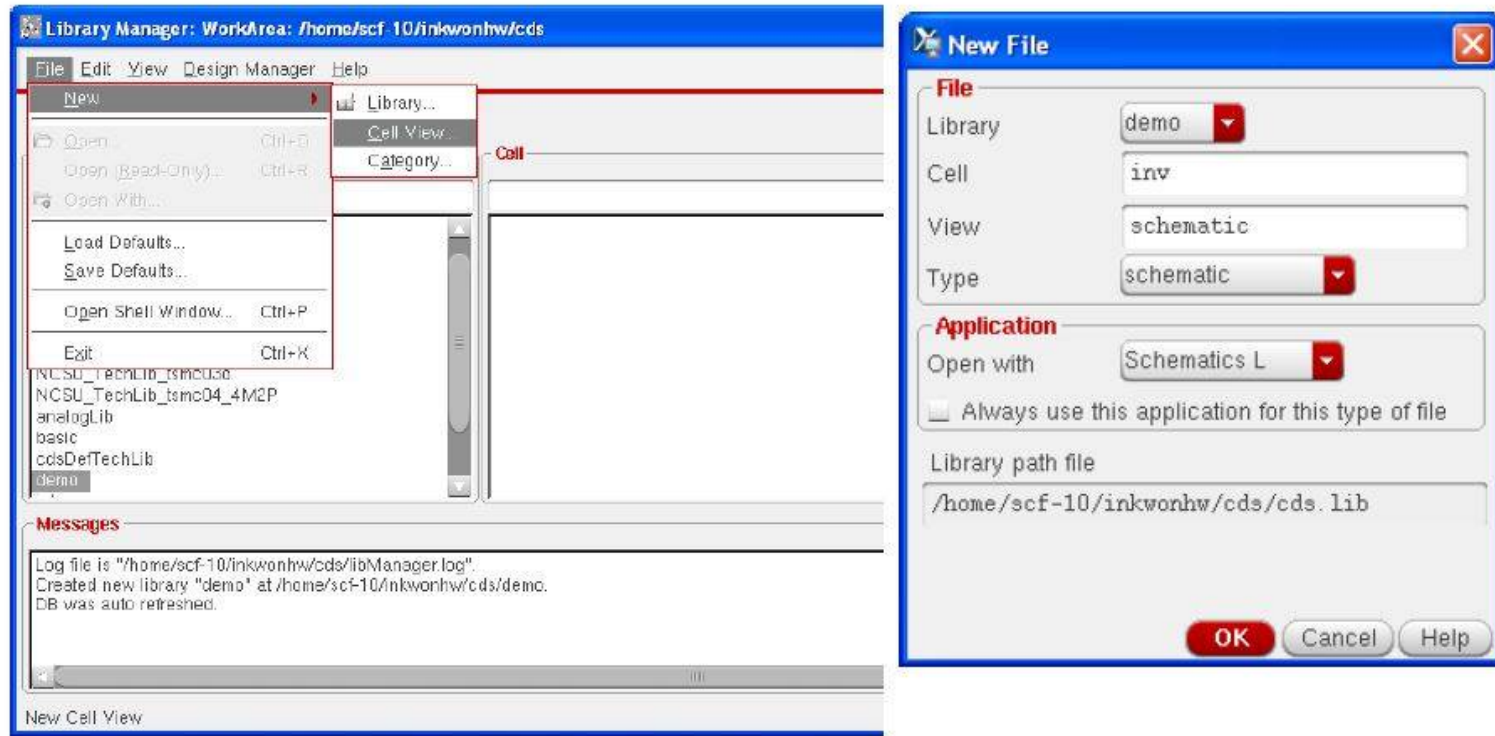 Library Manager: WorkArea: /home/scf-10/inkwonhw/cds
File Edit View Design Manager Help
New
Library...
Cell View...
Category...
Open... Ctrl+O
Open (Read-Only)... Ctrl+R
Open With...
Load Defaults...
Save Defaults...
Open Shell Window... Ctrl+P
Exit Ctrl+X
Cell
NCSU_TechLib_tsmc03d
NCSU_TechLib_tsmc04_4M2P
analogLib
basic
cdsDefTechLib
demo
Messages
Log file is "/home/scf-10/inkwonhw/cds/libManager.log".
Created new library "demo" at /home/scf-10/inkwonhw/cds/demo.
DB was auto refreshed.
New Cell View
New File
File
Library demo
Cell inv
View schematic
Type schematic
Application
Open with Schematics L
Always use this application for this type of file
Library path file
/home/scf-10/inkwonhw/cds/cds.lib
OK Cancel Help